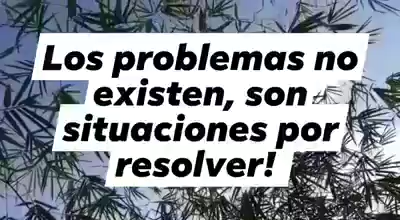 Los problemas no
existen, son
situaciones por
resolver!